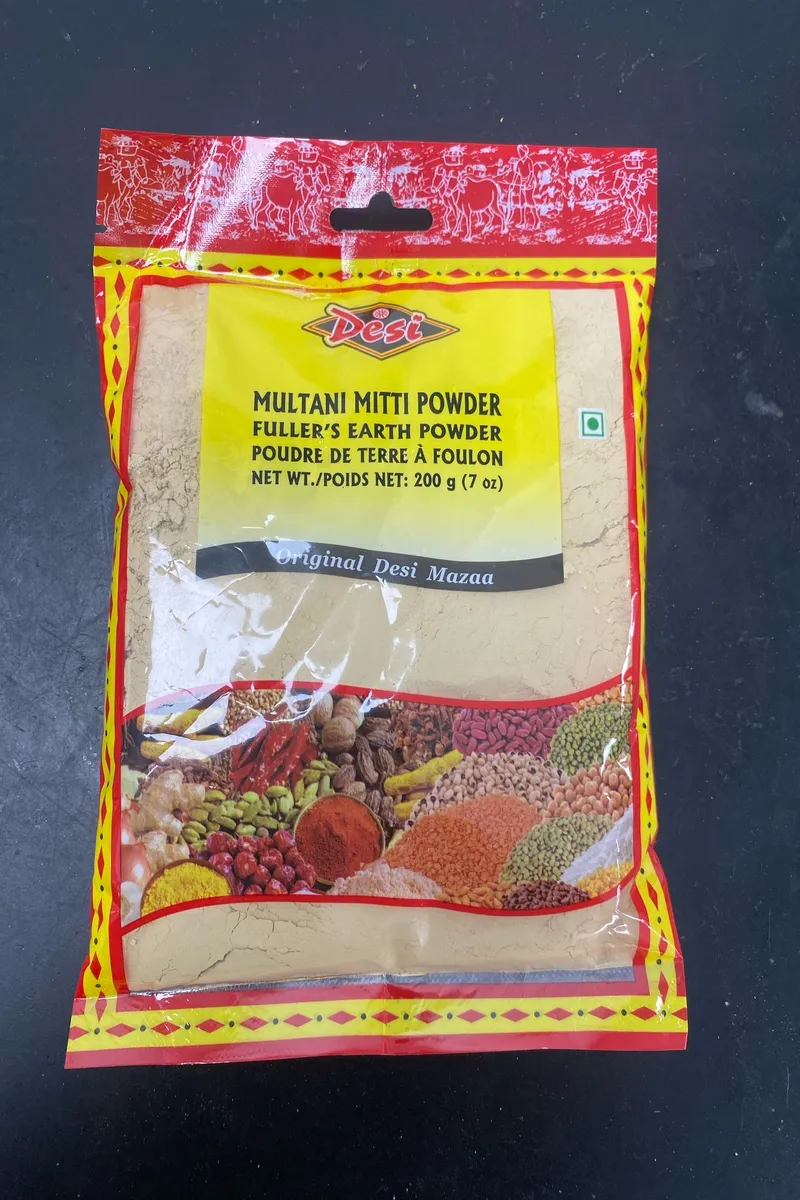 Desi
MULTANI MITTI POWDER
FULLER'S EARTH POWDER
POUDRE DE TERRE À FOULON
NET WT./POIDS NET: 200 g (7 oz)
Original Desi Mazaa